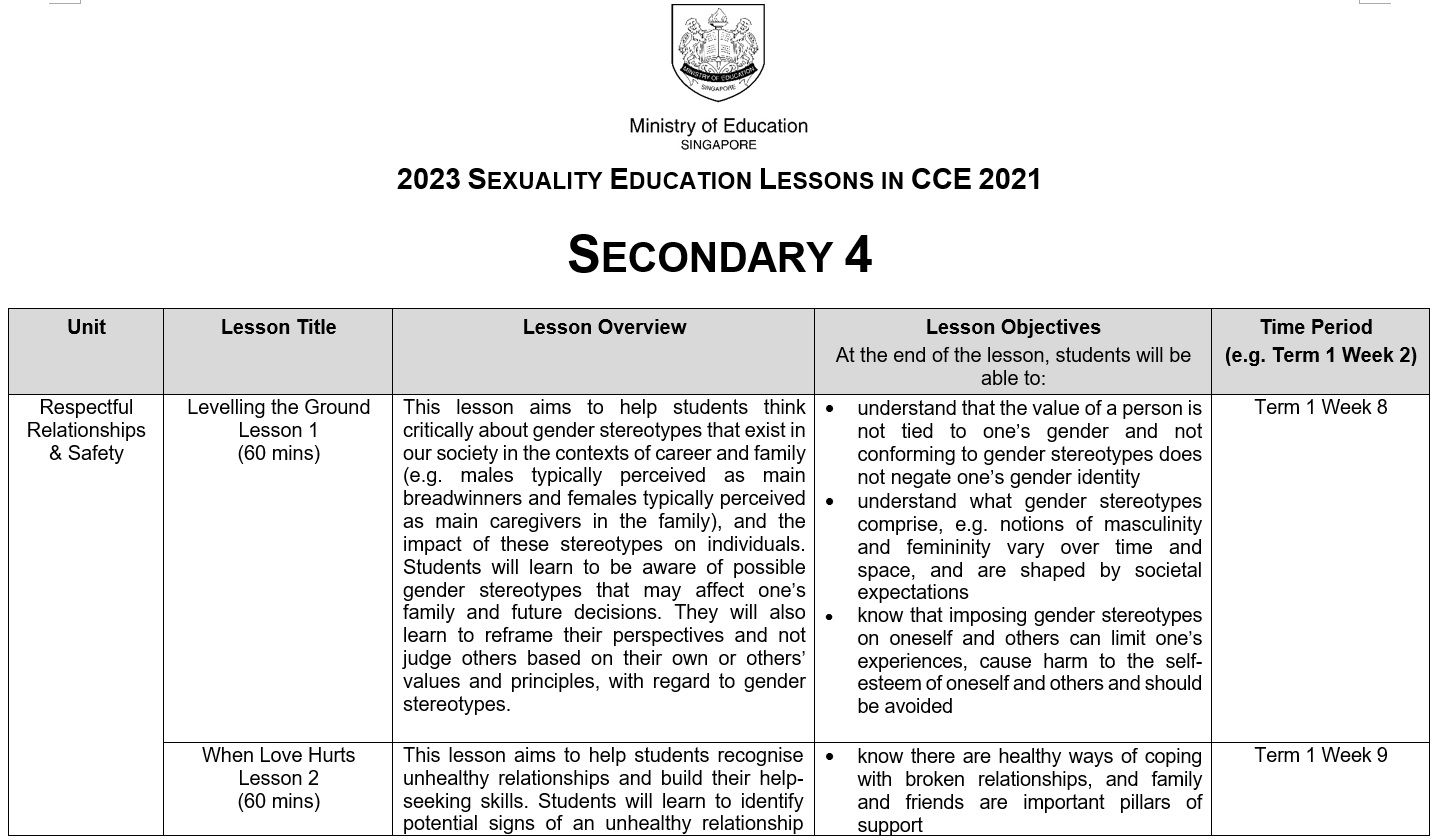 MINISTRY OF EDUCATION
SINGAPORE
Ministry of Education
SINGAPORE
2023 SEXUALITY EDUCATION LESSONS IN CCE 2021
SECONDARY 4
Unit
Lesson Title
Lesson Overview
Lesson Objectives
At the end of the lesson, students will be
able to:
Time Period
(e.g. Term 1 Week 2)
Respectful
Relationships
& Safety
Levelling the Ground
Lesson 1
(60 mins)
This lesson aims to help students think
critically about gender stereotypes that exist in
our society in the contexts of career and family
(e.g. males typically perceived as main
breadwinners and females typically perceived
as main caregivers in the family), and the
impact of these stereotypes on individuals.
Students will learn to be aware of possible
gender stereotypes that may affect one's
family and future decisions. They will also
learn to reframe their perspectives and not
judge others based on their own or others'
values and principles, with regard to gender
stereotypes.
• understand that the value of a person is
not tied to one's gender and not
conforming to gender stereotypes does
not negate one's gender identity
• understand what gender stereotypes
comprise, e.g. notions of masculinity
and femininity vary over time and
space, and are shaped by societal
expectations
• know that imposing gender stereotypes
on oneself and others can limit one's
experiences, cause harm to the self-
esteem of oneself and others and should
be avoided
Term 1 Week 8
When Love Hurts
Lesson 2
(60 mins)
This lesson aims to help students recognise
unhealthy relationships and build their help-
seeking skills. Students will learn to identify
potential signs of an unhealthy relationship
• know there are healthy ways of coping
with broken relationships, and family
and friends are important pillars of
support
Term 1 Week 9